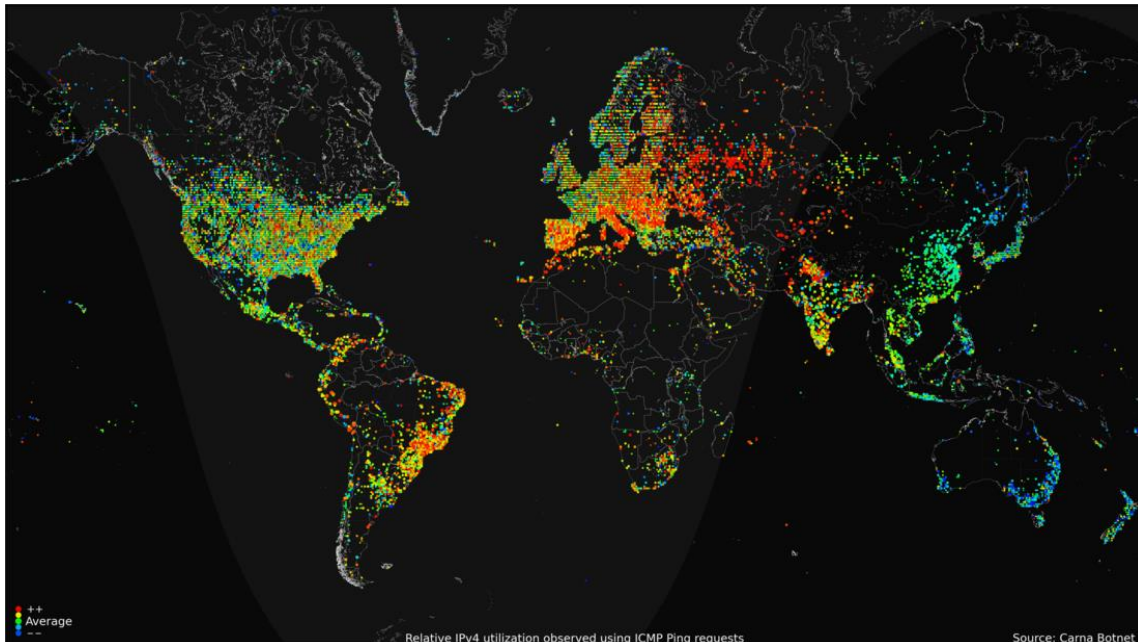 ++
Average
--
Relative IPv4 utilization observed using ICMP Ping requests
Source: Carna Botnet